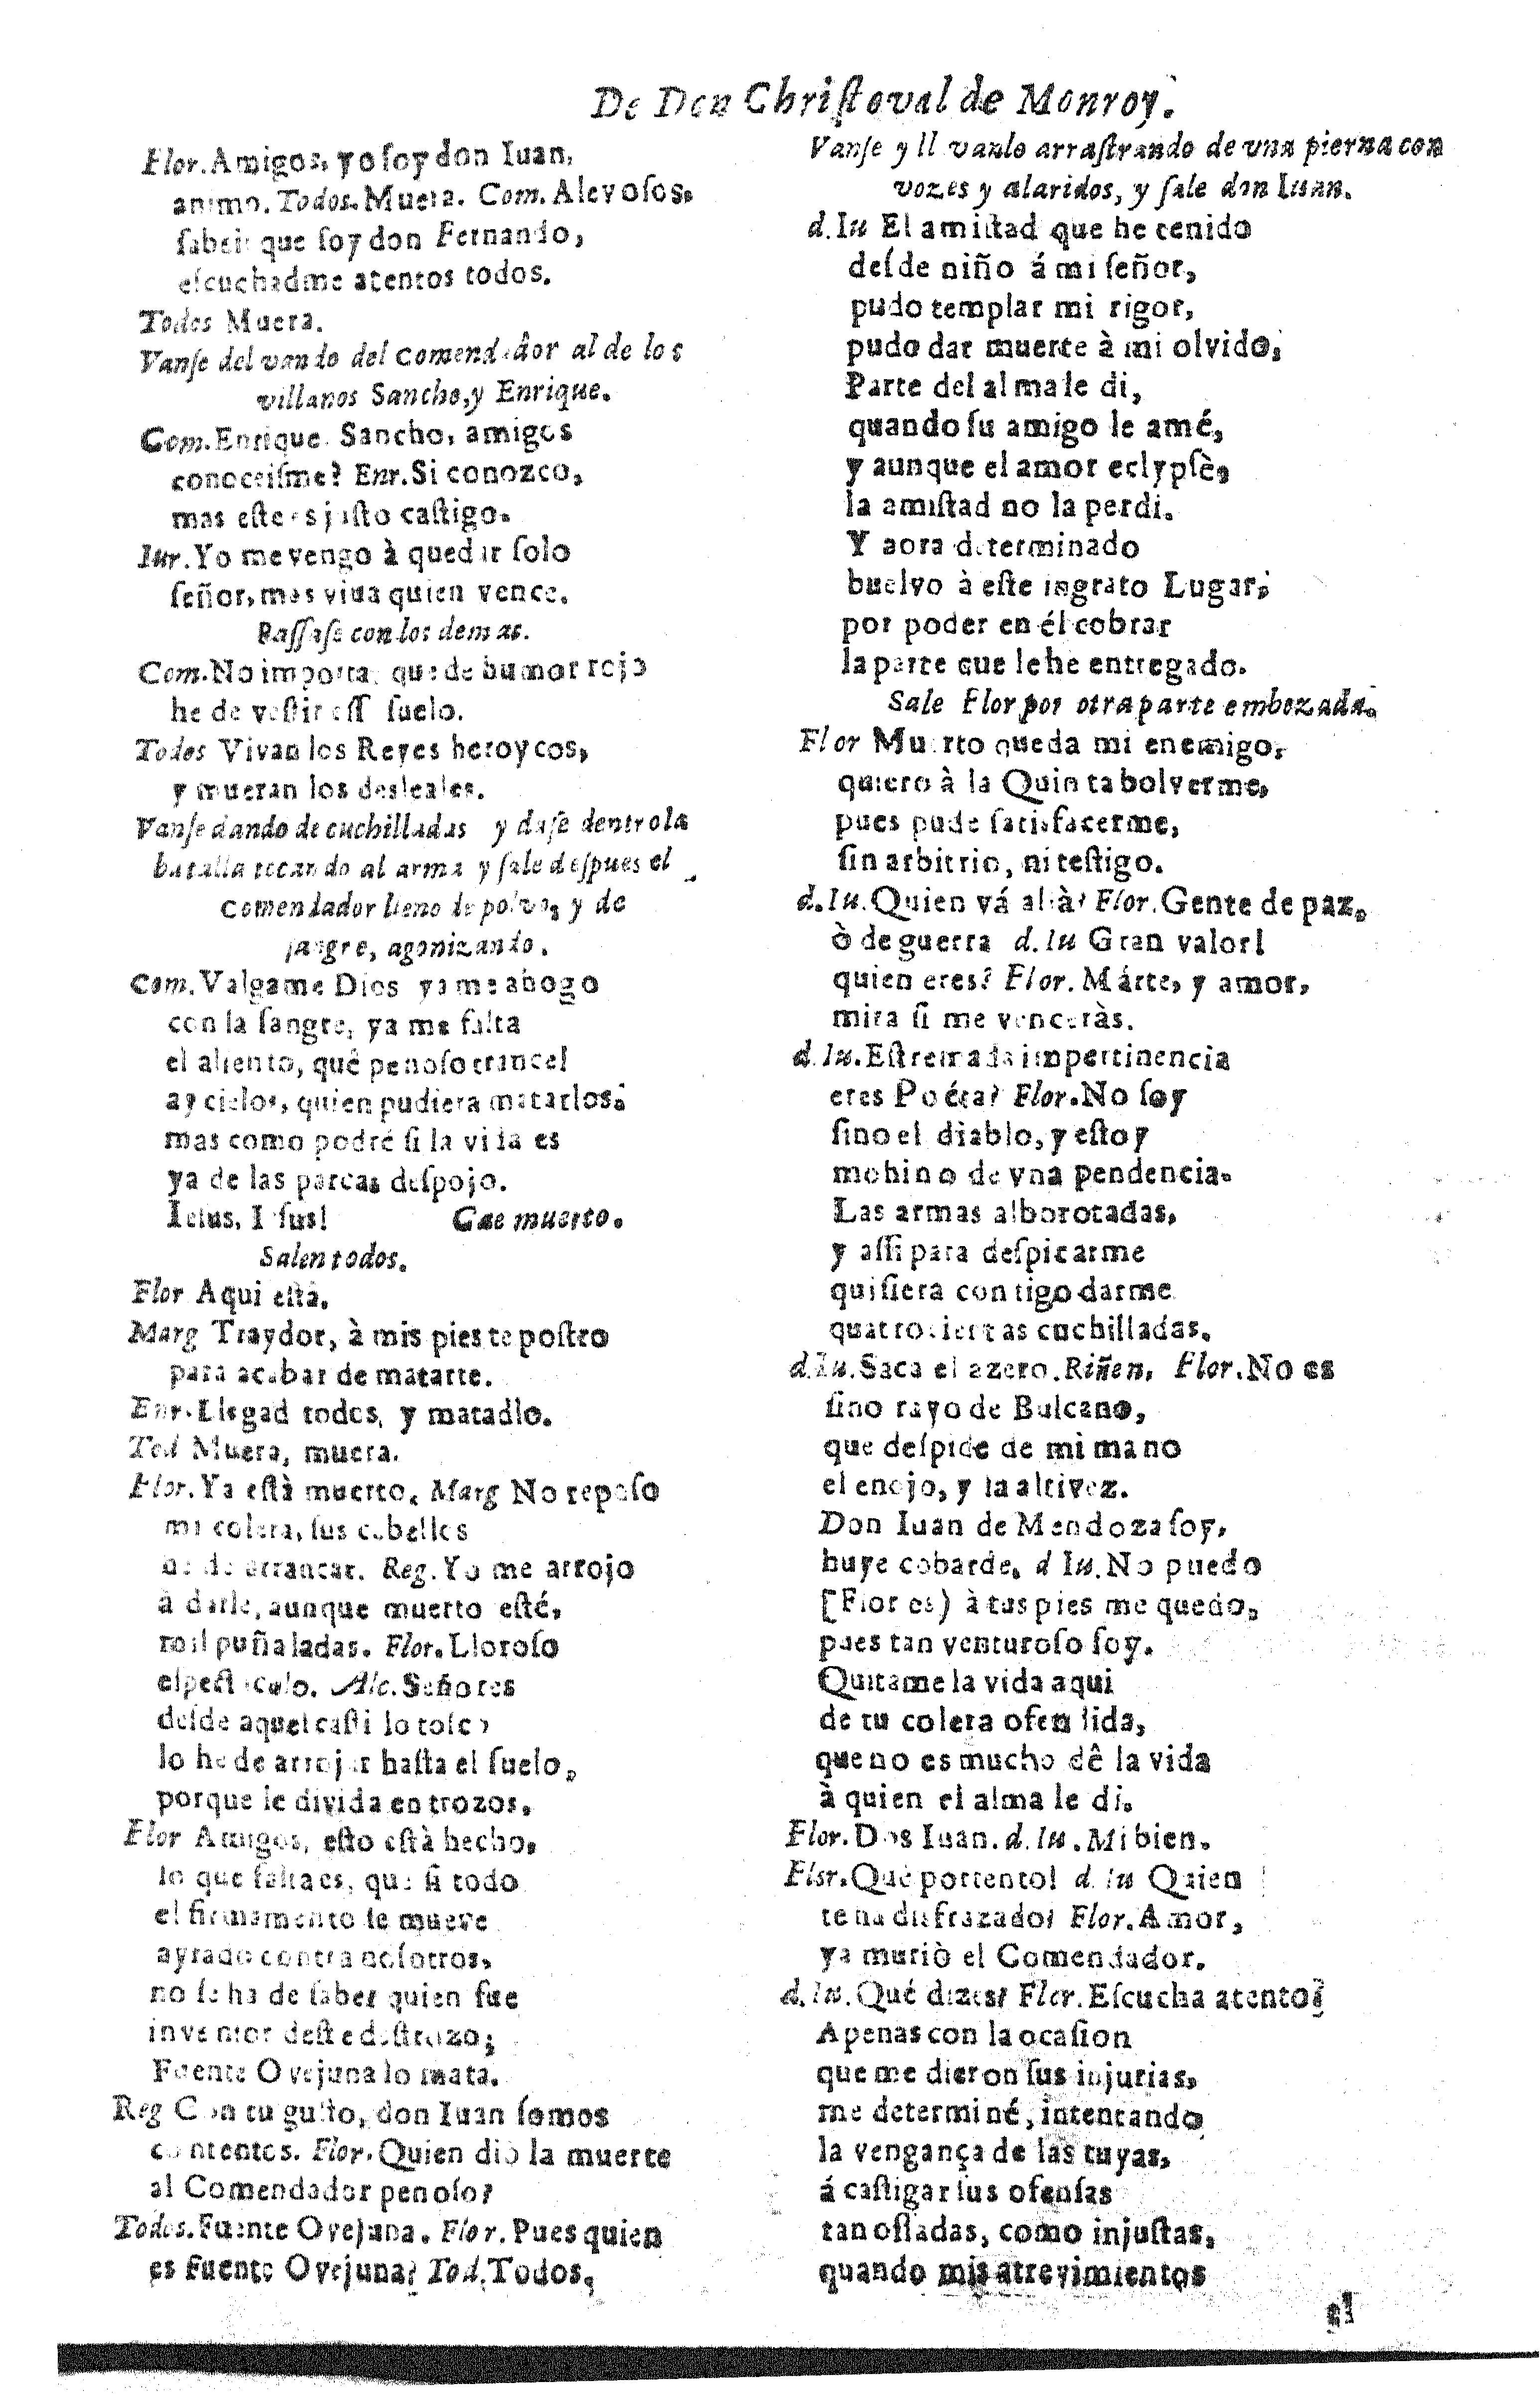 De Don Christoval de Monroy.
Flor. Amigos, yo soy don Iuan,
animo. Todos. Muera. Com. Alevosos,
sabeis que soy don Fernando,
escuchadme atentos todos.
Todos Muera.
Vanse del vando del Comendador al de los
villanos Sancho, y Enrique.
Com. Enrique. Sancho, amigos
conoceisme? Enr. Si conozco,
mas este es justo castigo.
Iur. Yo me vengo à quedar solo
señor, mas viua quien vence.
Passase con los demas.
Com. No importa, que de humor rojo
he de vestir esse suelo.
Todos Vivan los Reyes heroycos,
y mueran los desleales.
Vanse dando de cuchilladas y dase dentro la
batalla tocando al arma y sale despues el
Comendador lleno de polvo, y de
sangre, agonizando.
Com. Valgame Dios ya me ahogo
con la sangre, ya me falta
el aliento, què penoso trance!
ay cielos, quien pudiera matarlos.
mas como podré si la vida es
ya de las parcas despojo.
Iesus, Iesus! Cae muerto.
Salen todos.
Flor Aqui està.
Marg Traydor, à mis pies te postro
para acabar de matarte.
Enr. Llegad todos, y matadlo.
Tod Muera, muera.
Flor. Ya està muerto. Marg No reposo
mi colera, sus cabellos
he de arrancar. Reg. Yo me arrojo
à darle, aunque muerto esté,
mil puñaladas. Flor. Lloroso
espectaculo. Alc. Señores
desde aquel castillo tosco
lo he de arrojar hasta el suelo,
porque le divida en trozos.
Flor Amigos, esto està hecho,
lo que falta es, que si todo
el firmamento se mueve
ayrado contra nosotros,
no se ha de saber quien fue
inventor deste destrozo;
Fuente Ovejuna lo mata.
Reg Con tu gusto, don Iuan somos
contentos. Flor. Quien dio la muerte
al Comendador penoso?
Todos. Fuente Ovejuna. Flor. Pues quien
es Fuente Ovejuna? Tod. Todos,
Vanse y ll vanlo arrastrando de una pierna con
vozes y alaridos, y sale don Iuan.
d. Iu El amistad que he tenido
desde niño á mi señor,
pudo templar mi rigor,
pudo dar muerte à mi olvido,
Parte del alma le di,
quando su amigo le amé,
y aunque el amor eclypsè,
la amistad no la perdi.
Y aora determinado
buelvo à este ingrato Lugar,
por poder en él cobrar
la parte que le he entregado.
Sale Flor por otra parte embozada.
Flor Muerto queda mi enemigo,
quiero à la Quinta bolverme,
pues pude satisfacerme,
sin arbitrio, ni testigo.
d. Iu. Quien vá allà? Flor. Gente de paz,
ò de guerra d. Iu Gran valor!
quien eres? Flor. Márte, y amor,
mira si me venceràs.
d. Iu. Estremada impertinencia
eres Poéta? Flor. No soy
sino el diablo, y estoy
mohino de vna pendencia.
Las armas alborotadas,
y assi para despicarme
quisiera contigo darme
quatrocientas cuchilladas.
d. Iu. Saca el azero. Riñen. Flor. No es
sino rayo de Bulcano,
que despide de mi mano
el enojo, y la altivez.
Don Iuan de Mendoza soy,
huye cobarde. d Iu. No puedo
[Flor es) à tus pies me quedo,
pues tan venturoso soy.
Quitame la vida aqui
de tu colera ofendida,
que no es mucho dê la vida
à quien el alma le di.
Flor. Dos Iuan. d. Iu. Mi bien.
Flsr. Què portento! d. Iu Quien
te ha disfrazado? Flor. Amor,
ya muriò el Comendador.
d. Iu. Qué dizes? Flor. Escucha atento?
Apenas con la ocasion
que me dieron sus injurias,
me determiné, intentando
la vengança de las tuyas,
á castigar sus ofensas
tan ossadas, como injustas,
quando mis atrevimientos
el